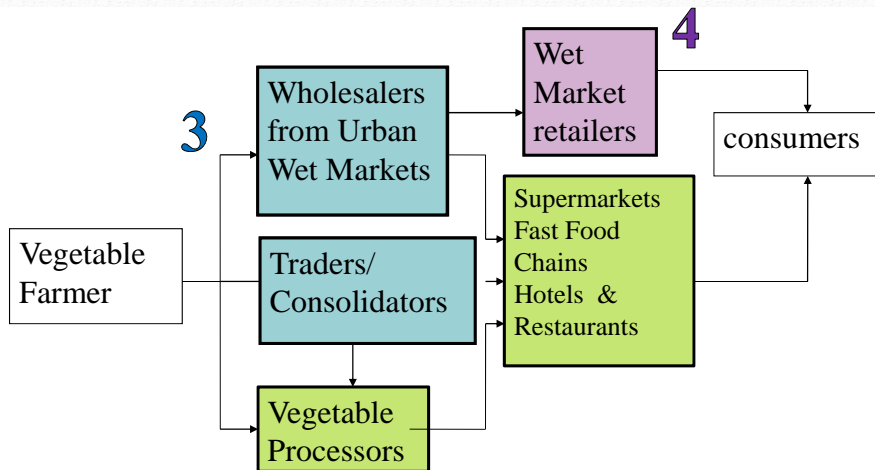 4
3
Wholesalers
from Urban
Wet Markets
Wet
Market
retailers
consumers
Vegetable
Farmer
Traders/
Consolidators
Supermarkets
Fast Food
Chains
Hotels &
Restaurants
Vegetable
Processors